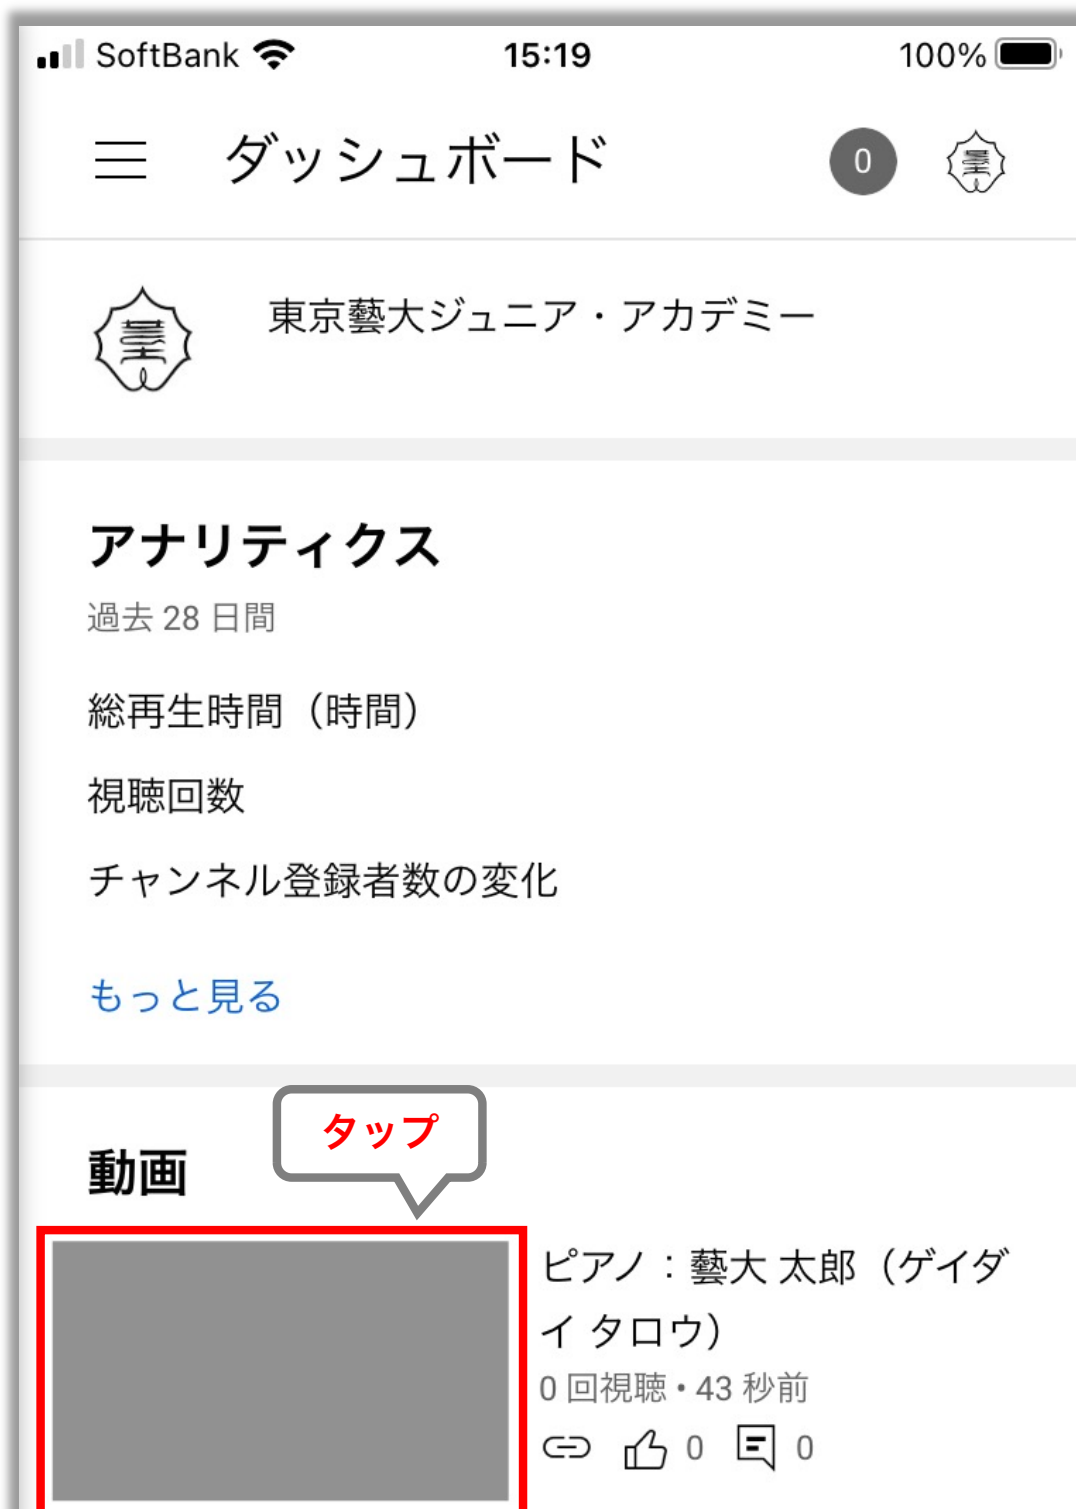 SoftBank 15:19 100%
ダッシュボード 0
東京藝大ジュニア・アカデミー
アナリティクス
過去 28 日間
総再生時間（時間）
視聴回数
チャンネル登録者数の変化
もっと見る
タップ
動画
ピアノ：藝大 太郎（ゲイダ
イ タロウ）
0 回視聴・43 秒前
0 0